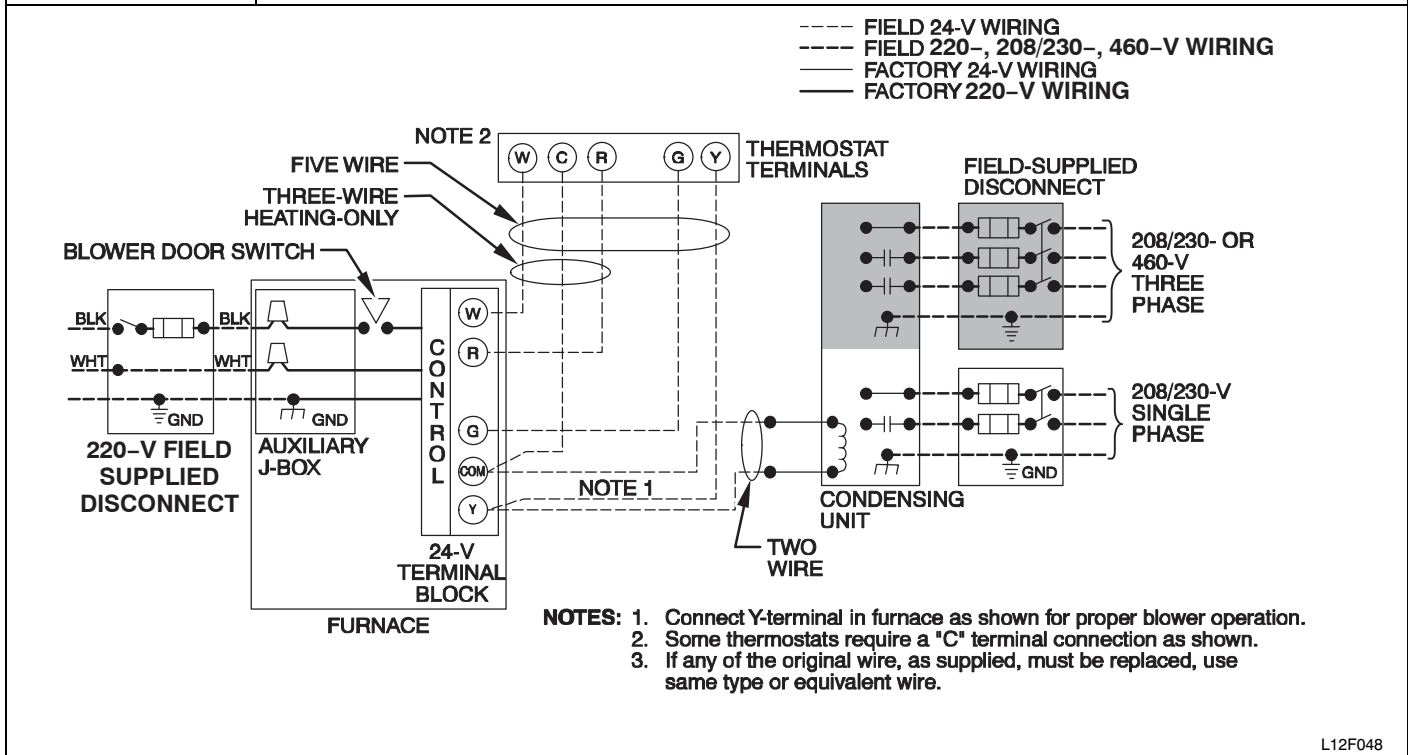 FIELD 24-V WIRING
FIELD 220–, 208/230–, 460–V WIRING
FACTORY 24-V WIRING
FACTORY 220–V WIRING
NOTE 2
W C R G Y
THERMOSTAT
TERMINALS
FIVE WIRE
THREE-WIRE
HEATING-ONLY
BLOWER DOOR SWITCH
FIELD-SUPPLIED
DISCONNECT
208/230- OR
460-V
THREE
PHASE
BLK
BLK
WHT
WHT
GND
GND
220–V FIELD
SUPPLIED
DISCONNECT
AUXILIARY
J-BOX
CONTROL
W
R
G
COM
Y
24-V
TERMINAL
BLOCK
FURNACE
NOTE 1
TWO
WIRE
CONDENSING
UNIT
GND
208/230-V
SINGLE
PHASE
NOTES: 1. Connect Y-terminal in furnace as shown for proper blower operation.
2. Some thermostats require a "C" terminal connection as shown.
3. If any of the original wire, as supplied, must be replaced, use
same type or equivalent wire.
L12F048